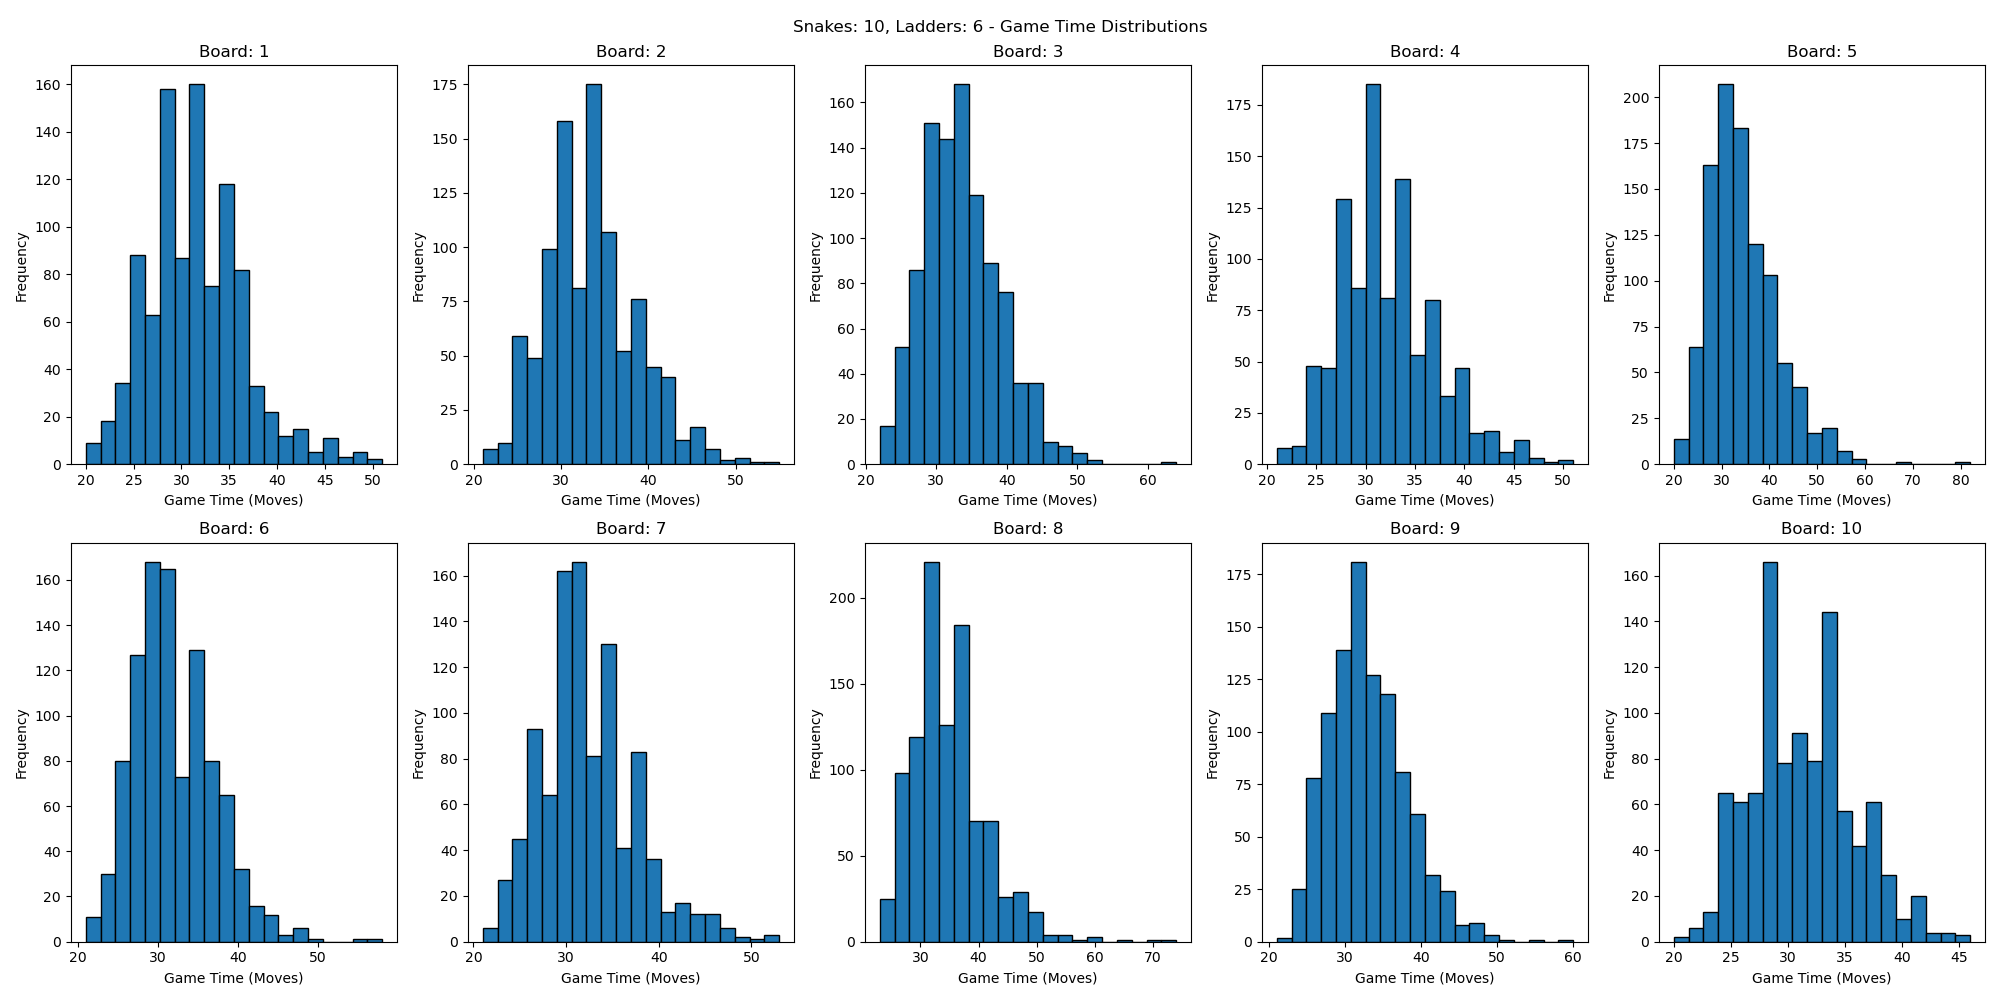 Snakes: 10, Ladders: 6 - Game Time Distributions
Board: 1
160
140
120
100
80
60
40
20
0
Frequency
20 25 30 35 40 45 50
Game Time (Moves)
Board: 2
175
150
125
100
75
50
25
0
Frequency
20 30 40 50
Game Time (Moves)
Board: 3
160
140
120
100
80
60
40
20
0
Frequency
20 30 40 50 60
Game Time (Moves)
Board: 4
175
150
125
100
75
50
25
0
Frequency
20 25 30 35 40 45 50
Game Time (Moves)
Board: 5
200
175
150
125
100
75
50
25
0
Frequency
20 30 40 50 60 70 80
Game Time (Moves)
Board: 6
160
140
120
100
80
60
40
20
0
Frequency
20 30 40 50
Game Time (Moves)
Board: 7
160
140
120
100
80
60
40
20
0
Frequency
20 30 40 50
Game Time (Moves)
Board: 8
200
150
100
50
0
Frequency
30 40 50 60 70
Game Time (Moves)
Board: 9
175
150
125
100
75
50
25
0
Frequency
20 30 40 50 60
Game Time (Moves)
Board: 10
160
140
120
100
80
60
40
20
0
Frequency
20 25 30 35 40 45
Game Time (Moves)